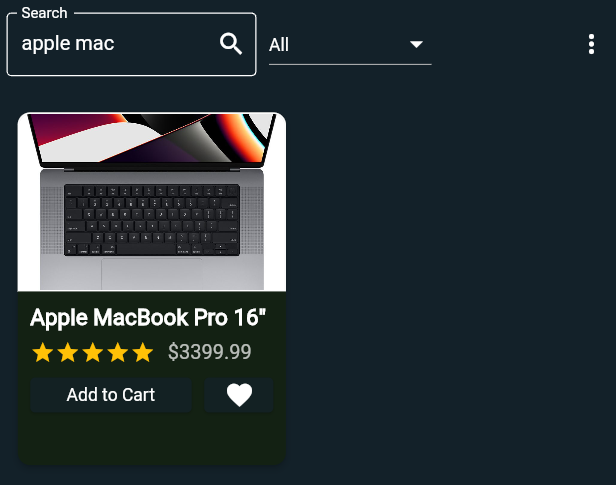 Search
apple mac
All
Apple MacBook Pro 16"
$3399.99
Add to Cart